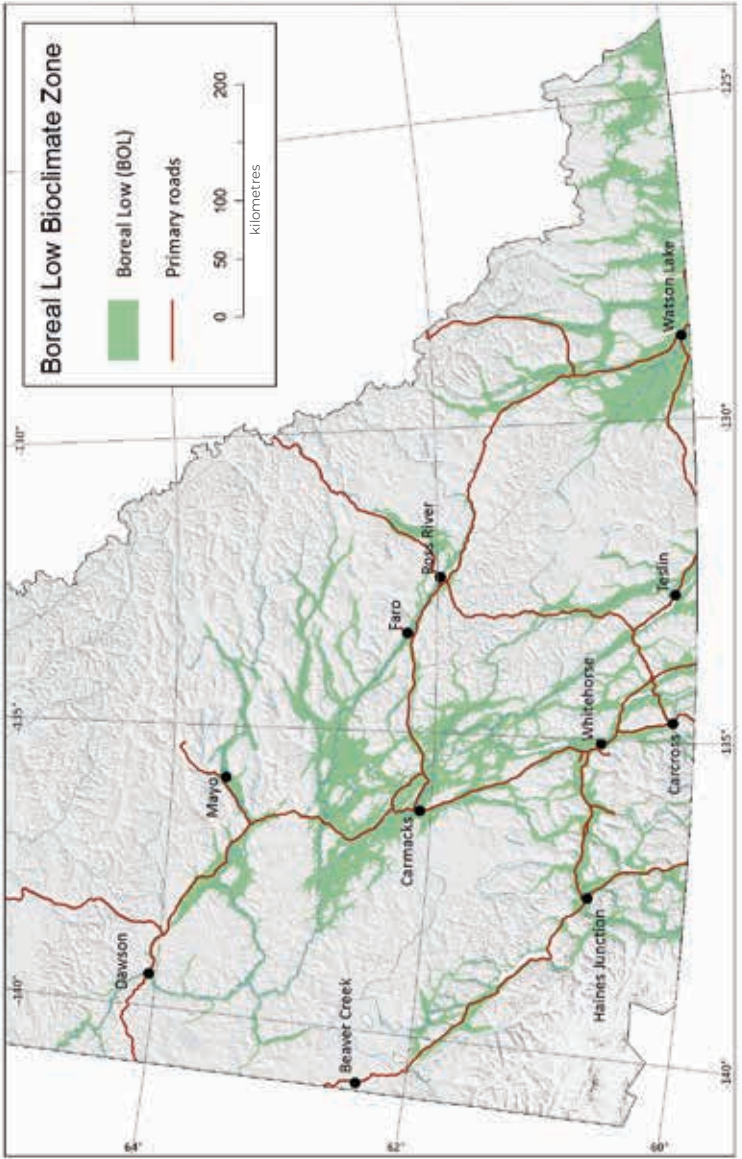 Boreal Low Bioclimate Zone
Boreal Low (BOL)
Primary roads
0 50 100 200
kilometres
-130°
-135°
-140°
64°
62°
60°
-125°
-130°
-135°
-140°
Dawson
Mayo
Beaver Creek
Carmacks
Faro
Ross River
Haines Junction
Whitehorse
Carcross
Teslin
Watson Lake